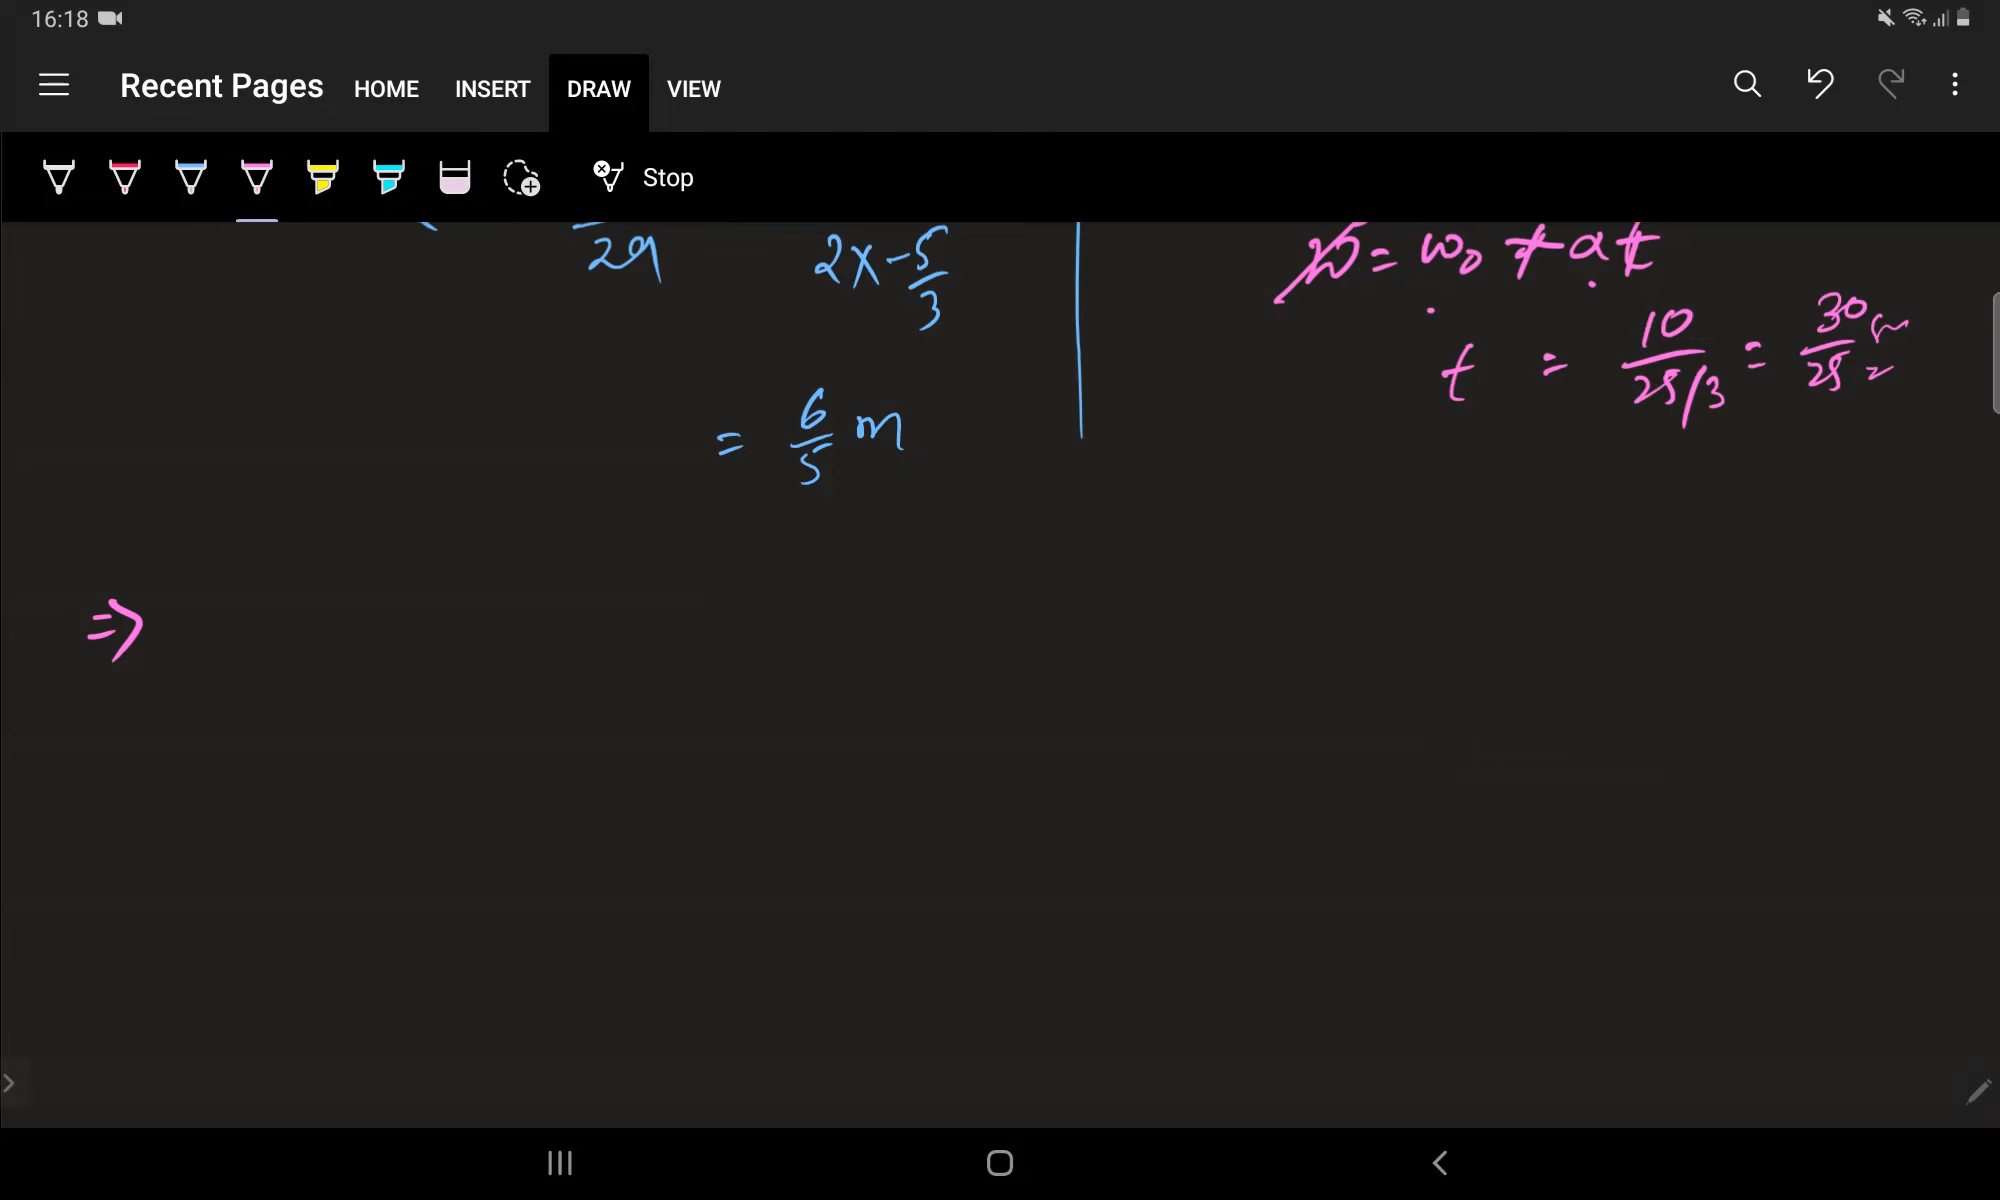 16:18
Recent Pages HOME INSERT DRAW VIEW
Stop
2a
2x-5/3
= 6/5 m
ω = ω₀ + αt
t = 10/(25/3) = 30/25
⇒